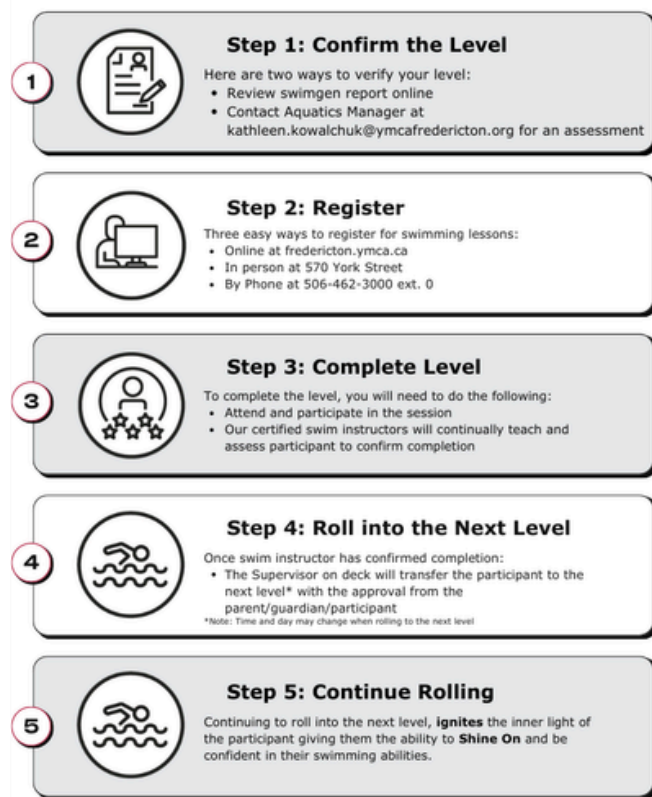 1
Step 1: Confirm the Level
Here are two ways to verify your level:
• Review swimgen report online
• Contact Aquatics Manager at
kathleen.kowalchuk@ymcafredericton.org for an assessment
2
Step 2: Register
Three easy ways to register for swimming lessons:
• Online at fredericton.ymca.ca
• In person at 570 York Street
• By Phone at 506-462-3000 ext. 0
3
Step 3: Complete Level
To complete the level, you will need to do the following:
• Attend and participate in the session
• Our certified swim instructors will continually teach and
assess participant to confirm completion
4
Step 4: Roll into the Next Level
Once swim instructor has confirmed completion:
• The Supervisor on deck will transfer the participant to the
next level* with the approval from the
parent/guardian/participant
*Note: Time and day may change when rolling to the next level
5
Step 5: Continue Rolling
Continuing to roll into the next level, ignites the inner light of
the participant giving them the ability to Shine On and be
confident in their swimming abilities.